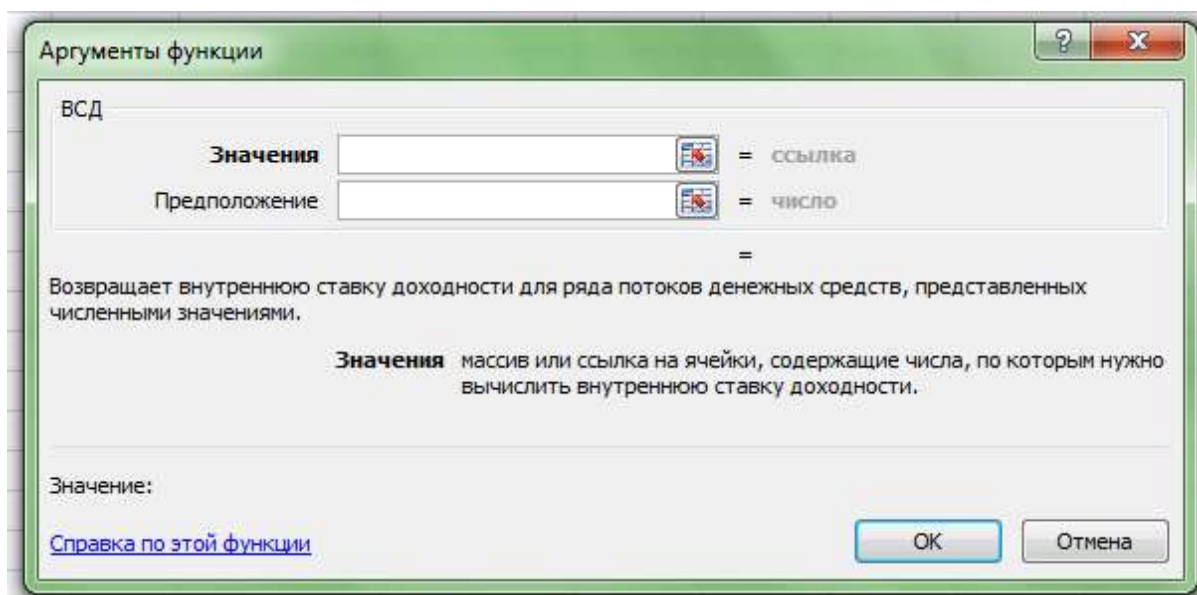 Аргументы функции
ВСД
Значения = ссылка
Предположение = число
=
Возвращает внутреннюю ставку доходности для ряда потоков денежных средств, представленных
численными значениями.
Значения массив или ссылка на ячейки, содержащие числа, по которым нужно
вычислить внутреннюю ставку доходности.
Значение:
Справка по этой функции
ОК Отмена